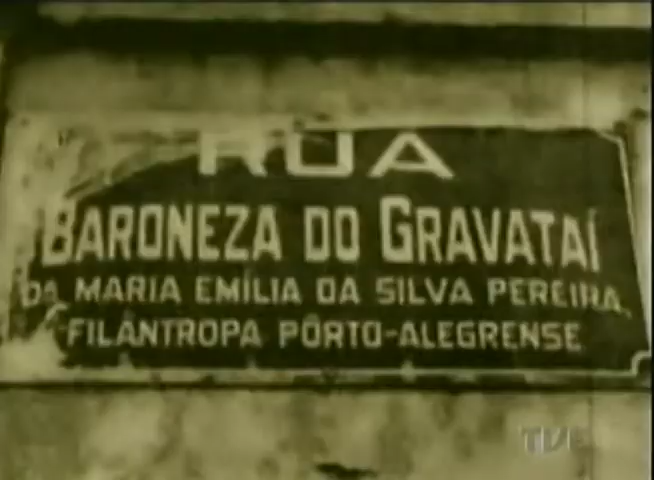 RUA
BARONEZA DO GRAVATAÍ
DA MARIA EMÍLIA DA SILVA PEREIRA,
FILÂNTROPA PÔRTO-ALEGRENSE
TVE